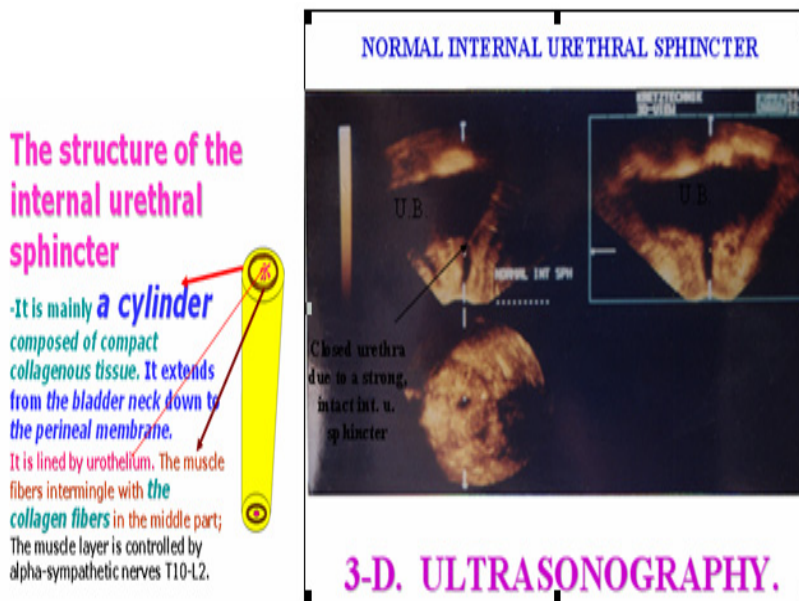 The structure of the
internal urethral
sphincter
-It is mainly a cylinder
composed of compact
collagenous tissue. It extends
from the bladder neck down to
the perineal membrane.
It is lined by urothelium. The muscle
fibers intermingle with the
collagen fibers in the middle part;
The muscle layer is controlled by
alpha-sympathetic nerves T10-L2.
NORMAL INTERNAL URETHRAL SPHINCTER
KRETZTECHNIK
3D-VIEW
U.B.
U.B.
NORMAL INT SPH
Closed urethra
due to a strong,
intact int. u.
sphincter
3-D. ULTRASONOGRAPHY.